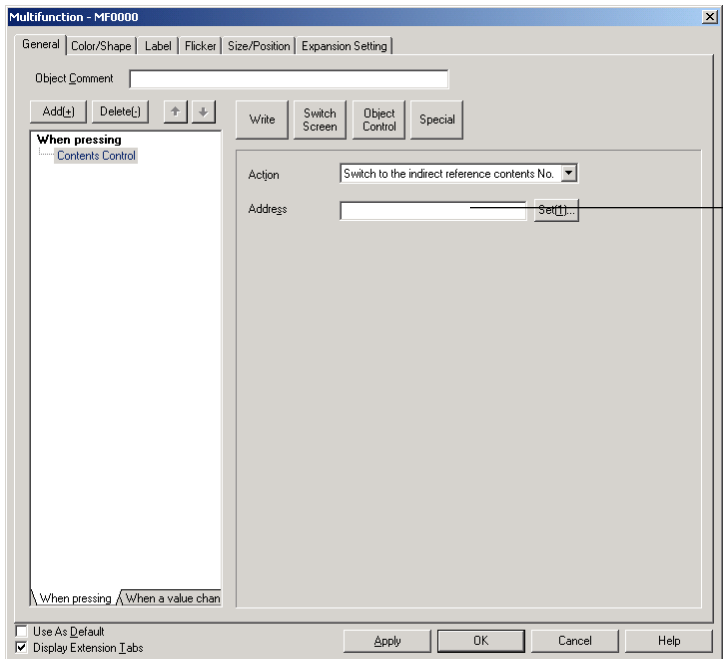 Multifunction - MF0000
General Color/Shape Label Flicker Size/Position Expansion Setting
Object Comment
Add(+) Delete(-)
Write Switch Screen Object Control Special
When pressing
Contents Control
Action Switch to the indirect reference contents No.
Address Set(1)...
When pressing When a value chan
Use As Default
Display Extension Tabs
Apply OK Cancel Help